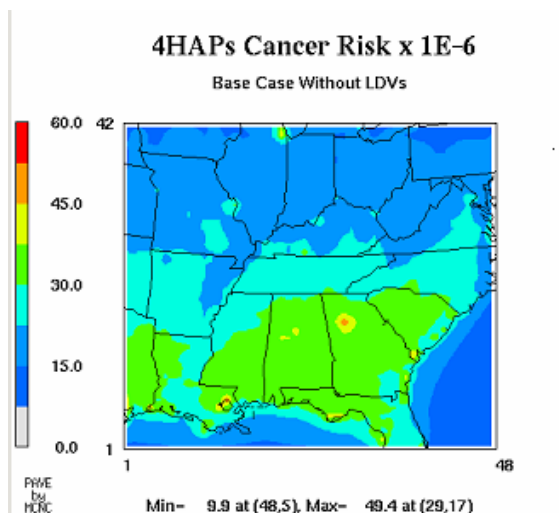 4HAPs Cancer Risk x 1E-6
Base Case Without LDVs
60.0
45.0
30.0
15.0
0.0
42
1
1
48
PAVE
by
MCNC
Min= 9.9 at (48,5), Max= 49.4 at (29,17)